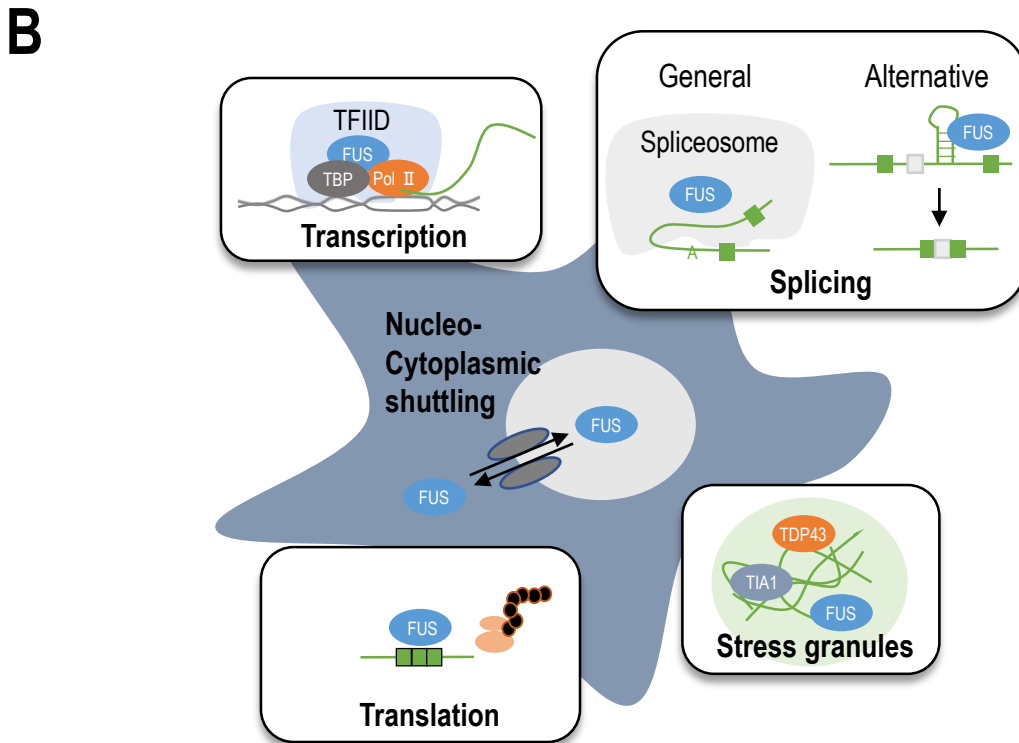 B
TFIID
FUS
TBP
Pol II
Transcription
General
Alternative
Spliceosome
FUS
FUS
A
Splicing
Nucleo-
Cytoplasmic
shuttling
FUS
FUS
FUS
Translation
TDP43
TIA1
FUS
Stress granules